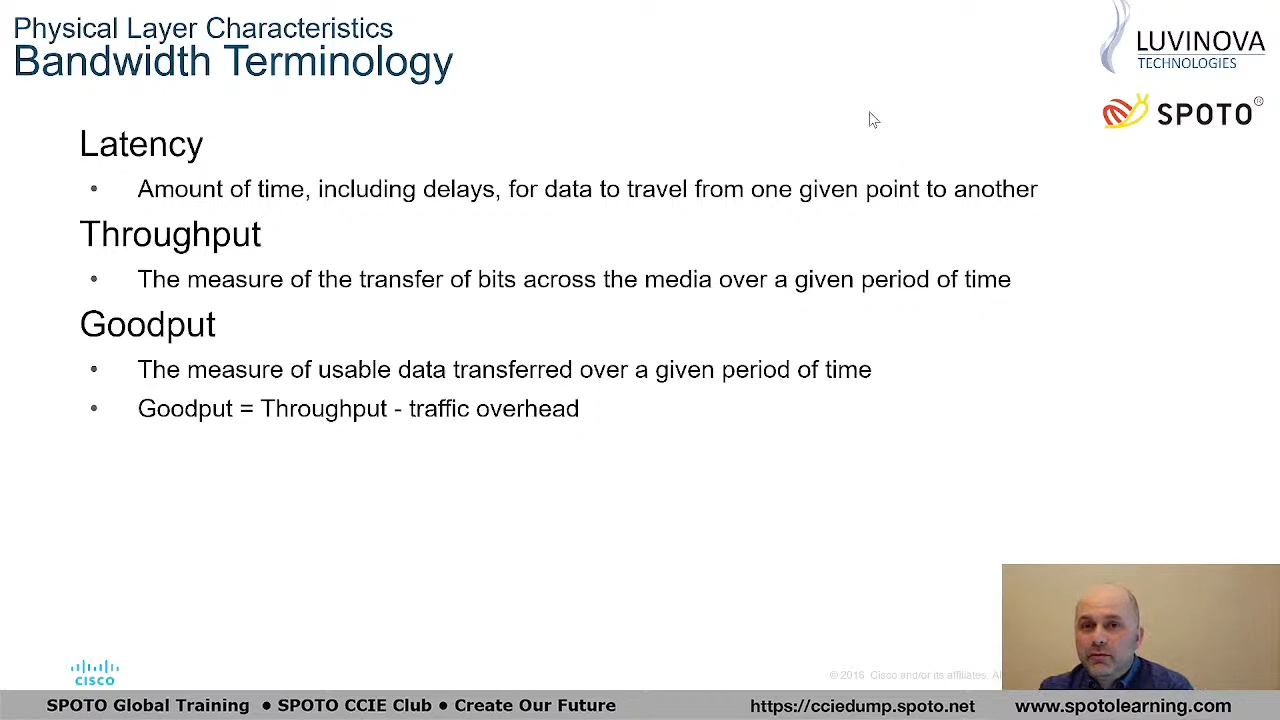 Physical Layer Characteristics
Bandwidth Terminology
LUVINOVA
TECHNOLOGIES
SPOTO®
Latency
• Amount of time, including delays, for data to travel from one given point to another
Throughput
• The measure of the transfer of bits across the media over a given period of time
Goodput
• The measure of usable data transferred over a given period of time
• Goodput = Throughput - traffic overhead
CISCO
© 2016 Cisco and/or its affiliates.
SPOTO Global Training ● SPOTO CCIE Club ● Create Our Future https://cciedump.spoto.net www.spotolearning.com